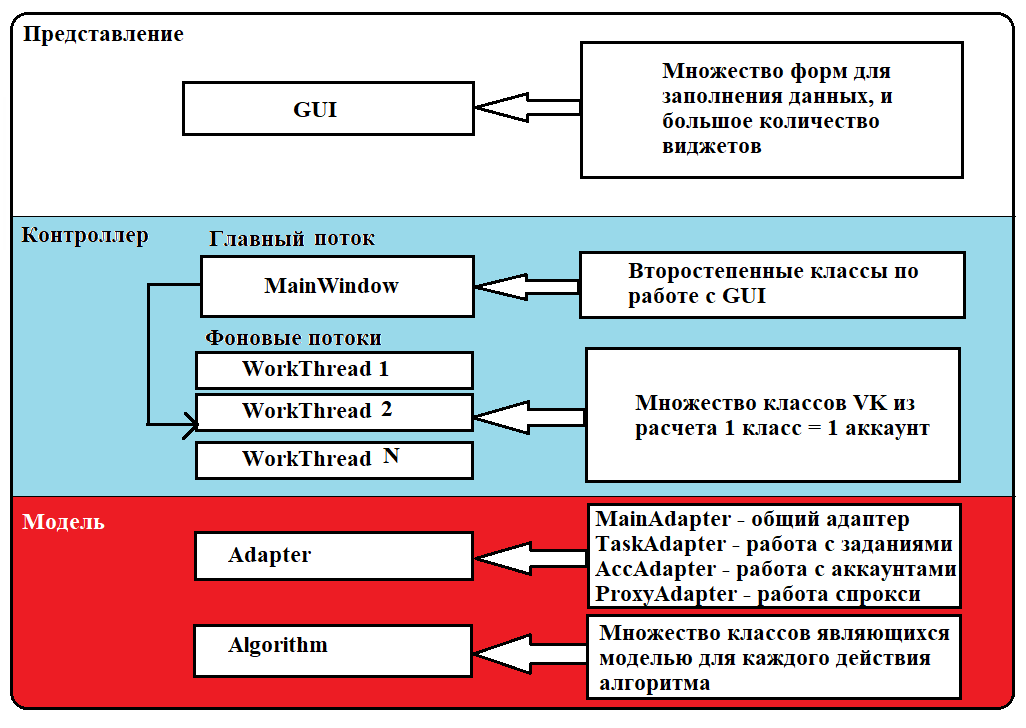 Представление
GUI
Множество форм для
заполнения данных, и
большое количество
виджетов
Контроллер
Главный поток
MainWindow
Второстепенные классы по
работе с GUI
Фоновые потоки
WorkThread 1
WorkThread 2
WorkThread N
Множество классов VK из
расчета 1 класс = 1 аккаунт
Модель
Adapter
MainAdapter - общий адаптер
TaskAdapter - работа с заданиями
AccAdapter - работа с аккаунтами
ProxyAdapter - работа спрокси
Algorithm
Множество классов являющихся
моделью для каждого действия
алгоритма